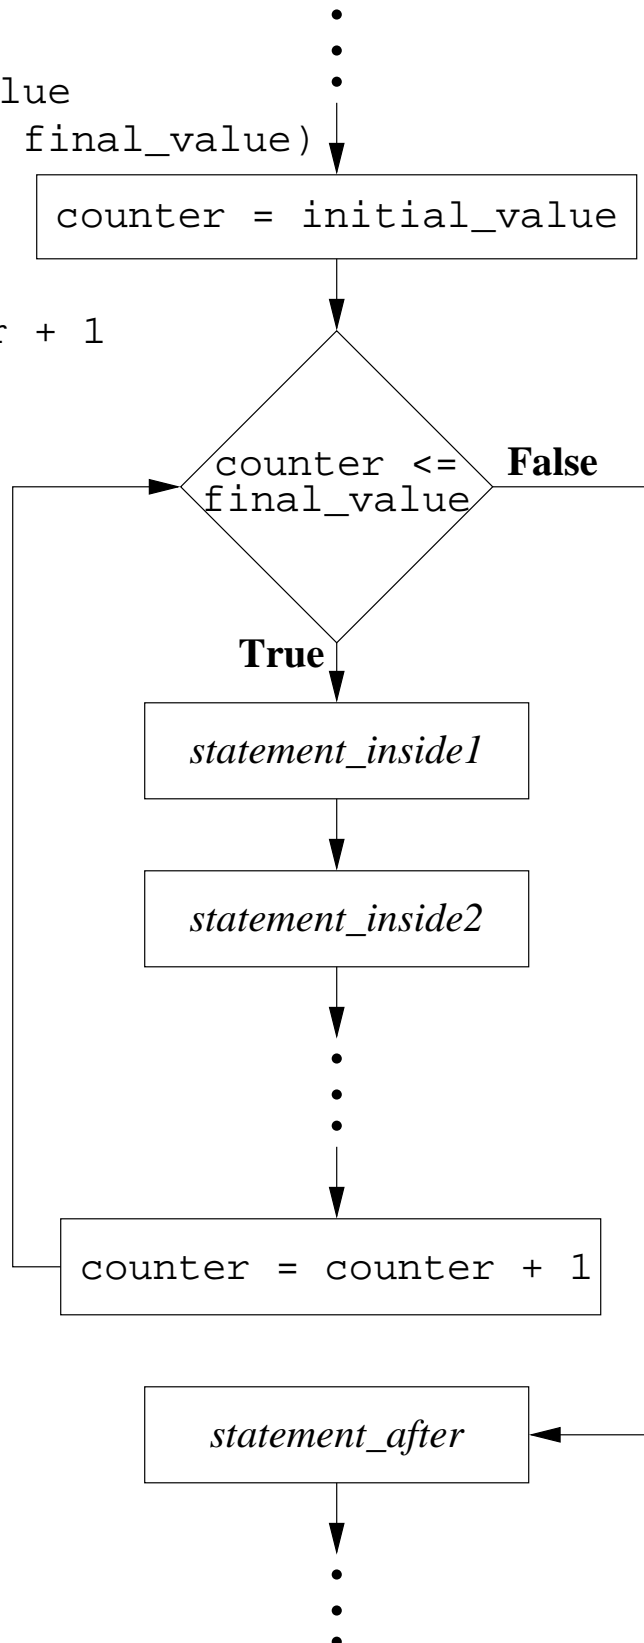 lue
final_value)
counter = initial_value
+ 1
counter <=
final_value
False
True
statement_inside1
statement_inside2
counter = counter + 1
statement_after